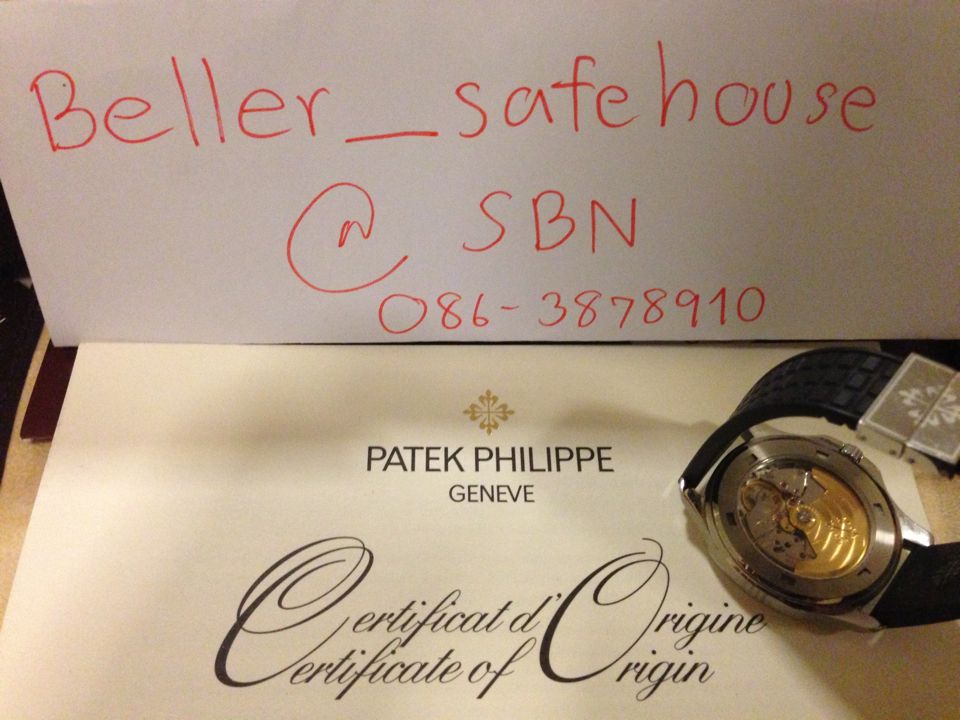 Beller_safehouse
@ SBN
086-3878910
PATEK PHILIPPE
GENEVE
Certificat d'Origine
Certificate of Origin